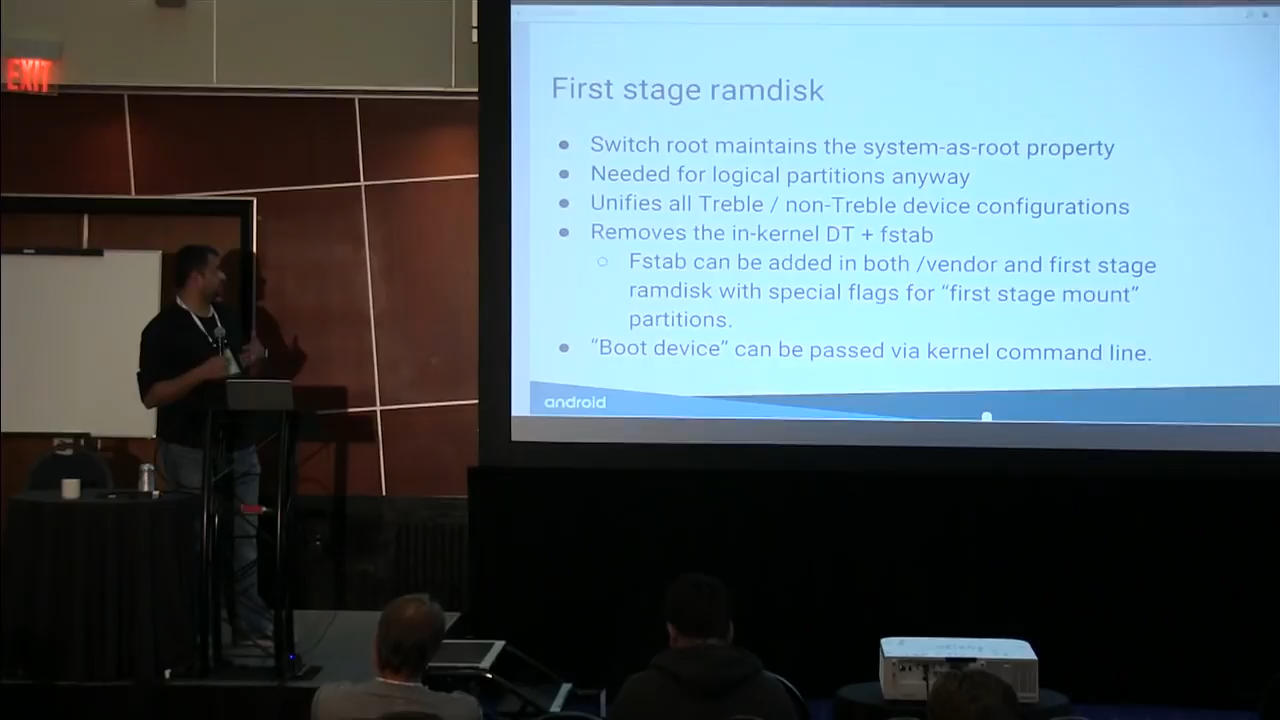 EXIT
First stage ramdisk
● Switch root maintains the system-as-root property
● Needed for logical partitions anyway
● Unifies all Treble / non-Treble device configurations
● Removes the in-kernel DT + fstab
○ Fstab can be added in both /vendor and first stage
ramdisk with special flags for “first stage mount”
partitions.
● “Boot device” can be passed via kernel command line.
android